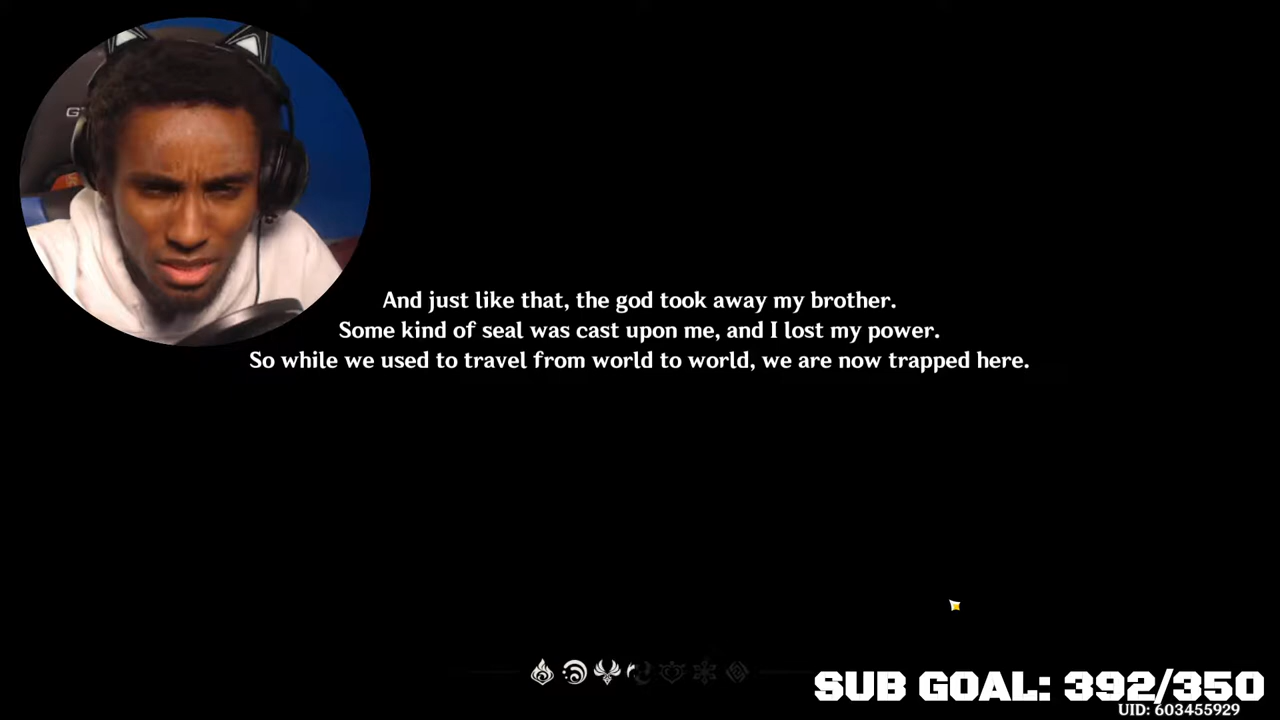 And just like that, the god took away my brother.
Some kind of seal was cast upon me, and I lost my power.
So while we used to travel from world to world, we are now trapped here.
SUB GOAL: 392/350
UID: 603455929